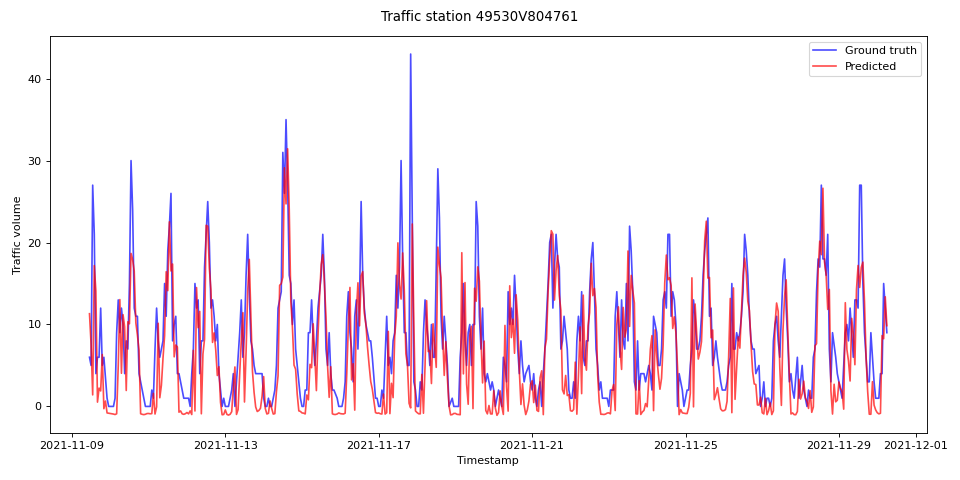 Traffic station 49530V804761
Ground truth
Predicted
Traffic volume
40
30
20
10
0
2021-11-09
2021-11-13
2021-11-17
2021-11-21
2021-11-25
2021-11-29
2021-12-01
Timestamp